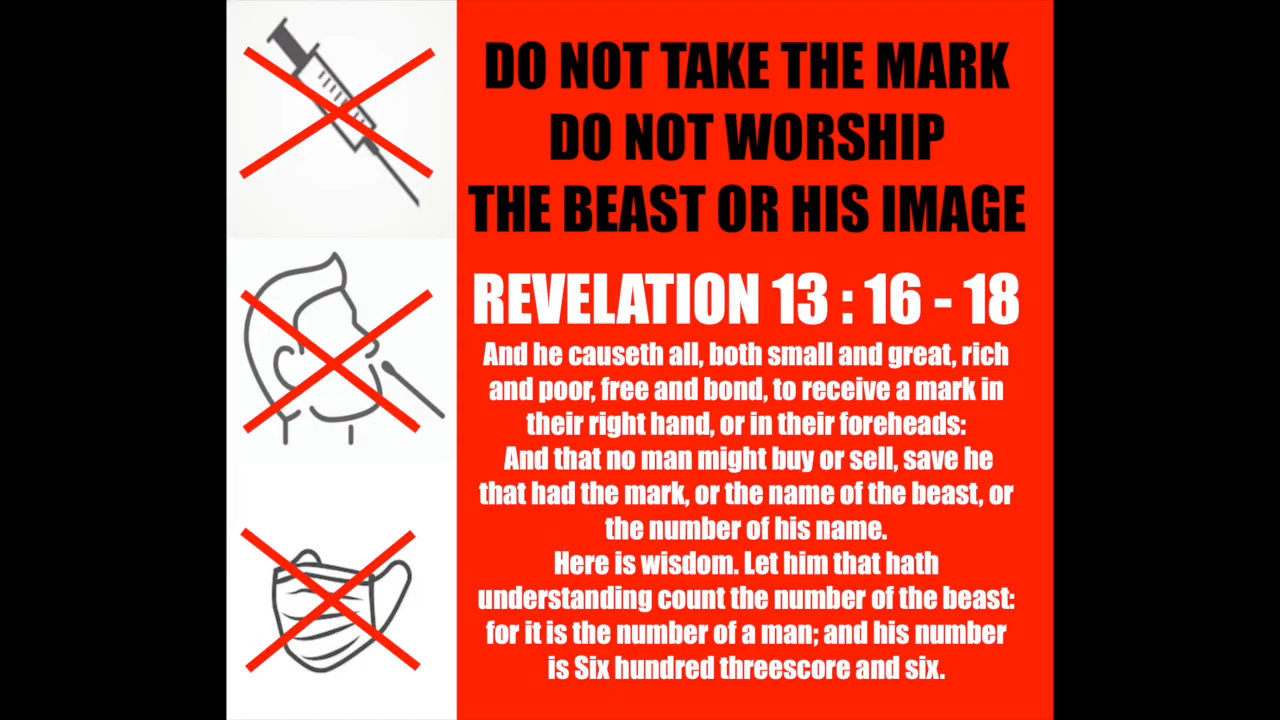 DO NOT TAKE THE MARK
DO NOT WORSHIP
THE BEAST OR HIS IMAGE
REVELATION 13 : 16 - 18
And he causeth all, both small and great, rich
and poor, free and bond, to receive a mark in
their right hand, or in their foreheads:
And that no man might buy or sell, save he
that had the mark, or the name of the beast, or
the number of his name.
Here is wisdom. Let him that hath
understanding count the number of the beast:
for it is the number of a man; and his number
is Six hundred threescore and six.